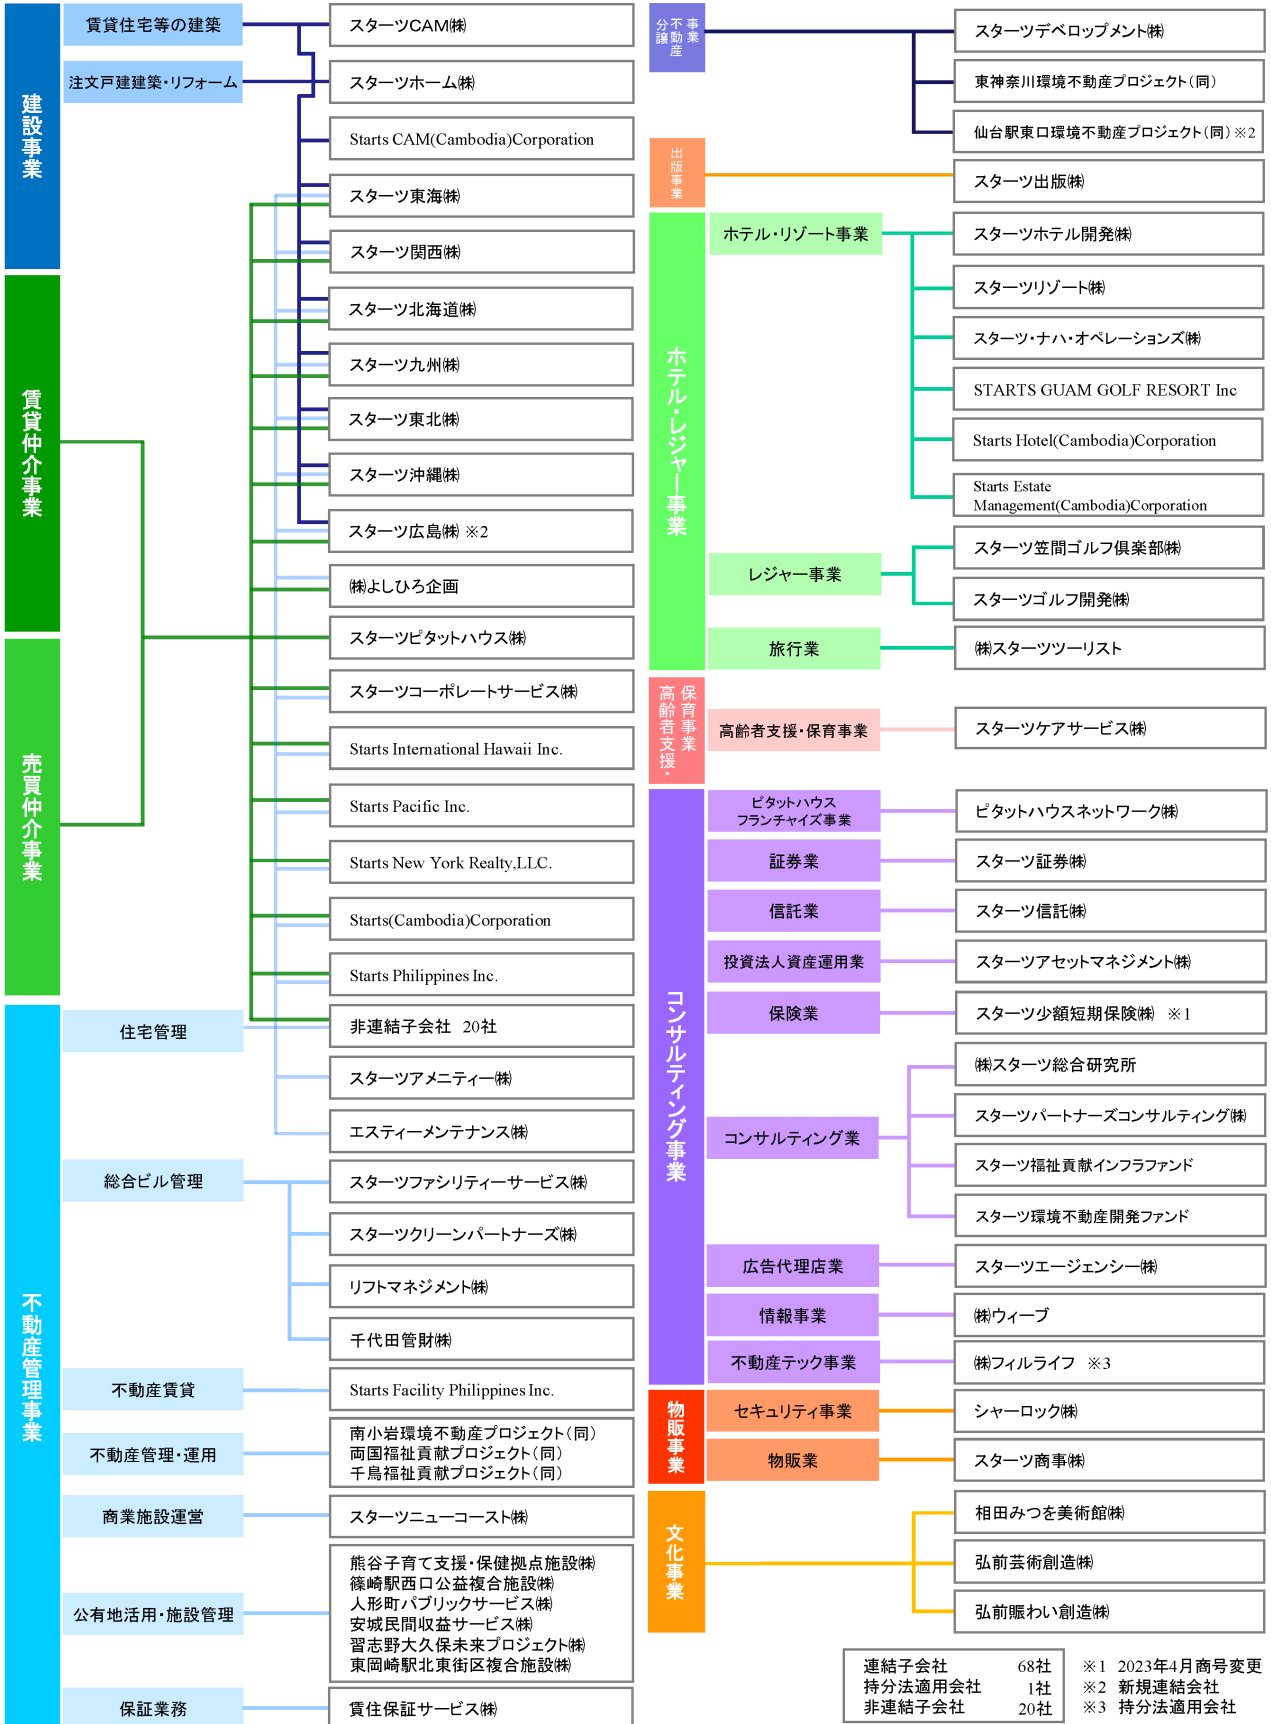 建設事業
賃貸住宅等の建築
注文戸建建築・リフォーム
スターツCAM㈱
スターツホーム㈱
Starts CAM(Cambodia)Corporation
スターツ東海㈱
スターツ関西㈱
スターツ北海道㈱
スターツ九州㈱
スターツ東北㈱
スターツ沖縄㈱
スターツ広島㈱ ※2
㈱よしひろ企画
賃貸仲介事業
売買仲介事業
スターツピタットハウス㈱
スターツコーポレートサービス㈱
Starts International Hawaii Inc.
Starts Pacific Inc.
Starts New York Realty,LLC.
Starts(Cambodia)Corporation
Starts Philippines Inc.
不動産管理事業
住宅管理
非連結子会社 20社
スターツアメニティー㈱
エスティーメンテナンス㈱
総合ビル管理
スターツファシリティーサービス㈱
スターツクリーンパートナーズ㈱
リフトマネジメント㈱
千代田管財㈱
不動産賃貸
Starts Facility Philippines Inc.
不動産管理・運用
南小岩環境不動産プロジェクト(同)
両国福祉貢献プロジェクト(同)
千鳥福祉貢献プロジェクト(同)
商業施設運営
スターツニューコースト㈱
公有地活用・施設管理
熊谷子育て支援・保健拠点施設㈱
篠崎駅西口公益複合施設㈱
人形町パブリックサービス㈱
安城民間収益サービス㈱
習志野大久保未来プロジェクト㈱
東岡崎駅北東街区複合施設㈱
保証業務
賃住保証サービス㈱
分譲
不動産
事業
スターツデベロップメント㈱
東神奈川環境不動産プロジェクト(同)
仙台駅東口環境不動産プロジェクト(同)※2
出版事業
スターツ出版㈱
ホテル・レジャー事業
ホテル・リゾート事業
スターツホテル開発㈱
スターツリゾート㈱
スターツ・ナハ・オペレーションズ㈱
STARTS GUAM GOLF RESORT Inc
Starts Hotel(Cambodia)Corporation
Starts Estate
Management(Cambodia)Corporation
レジャー事業
スターツ笠間ゴルフ倶楽部㈱
スターツゴルフ開発㈱
旅行業
㈱スターツツーリスト
高齢者支援・
保育事業
高齢者支援・保育事業
スターツケアサービス㈱
コンサルティング事業
ピタットハウス
フランチャイズ事業
ピタットハウスネットワーク㈱
証券業
スターツ証券㈱
信託業
スターツ信託㈱
投資法人資産運用業
スターツアセットマネジメント㈱
保険業
スターツ少額短期保険㈱ ※1
コンサルティング業
㈱スターツ総合研究所
スターツパートナーズコンサルティング㈱
スターツ福祉貢献インフラファンド
スターツ環境不動産開発ファンド
広告代理店業
スターツエージェンシー㈱
情報事業
㈱ウィーブ
不動産テック事業
㈱フィルライフ ※3
物販事業
セキュリティ事業
シャーロック㈱
物販業
スターツ商事㈱
文化事業
相田みつを美術館㈱
弘前芸術創造㈱
弘前賑わい創造㈱
連結子会社 68社
持分法適用会社 1社
非連結子会社 20社
※1 2023年4月商号変更
※2 新規連結会社
※3 持分法適用会社